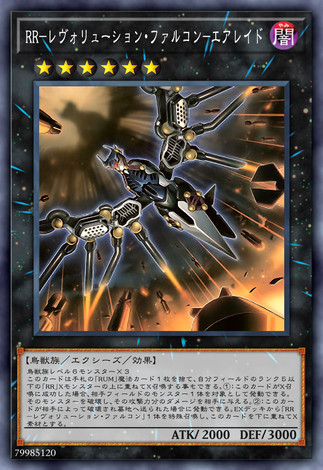 RR－レヴォリューション・ファルコン－エアレイド
闇
やみ
【鳥獣族／エクシーズ／効果】
鳥獣族レベル６モンスター×３
このカードは手札の「RUM」魔法カード１枚を捨て、自分フィールドのランク５以
下の「RR」Xモンスターの上に重ねてX召喚する事もできる。①：このカードがX召
喚に成功した場合、相手フィールドのモンスター１体を対象として発動できる。
そのモンスターを破壊し、その攻撃力分のダメージを相手に与える。②：このカー
ドが相手によって破壊され墓地へ送られた場合に発動できる。EXデッキから「RR
－レヴォリューション・ファルコン」１体を特殊召喚し、このカードを下に重ねてX
素材とする。
ATK/ 2000 DEF/ 3000
79985120